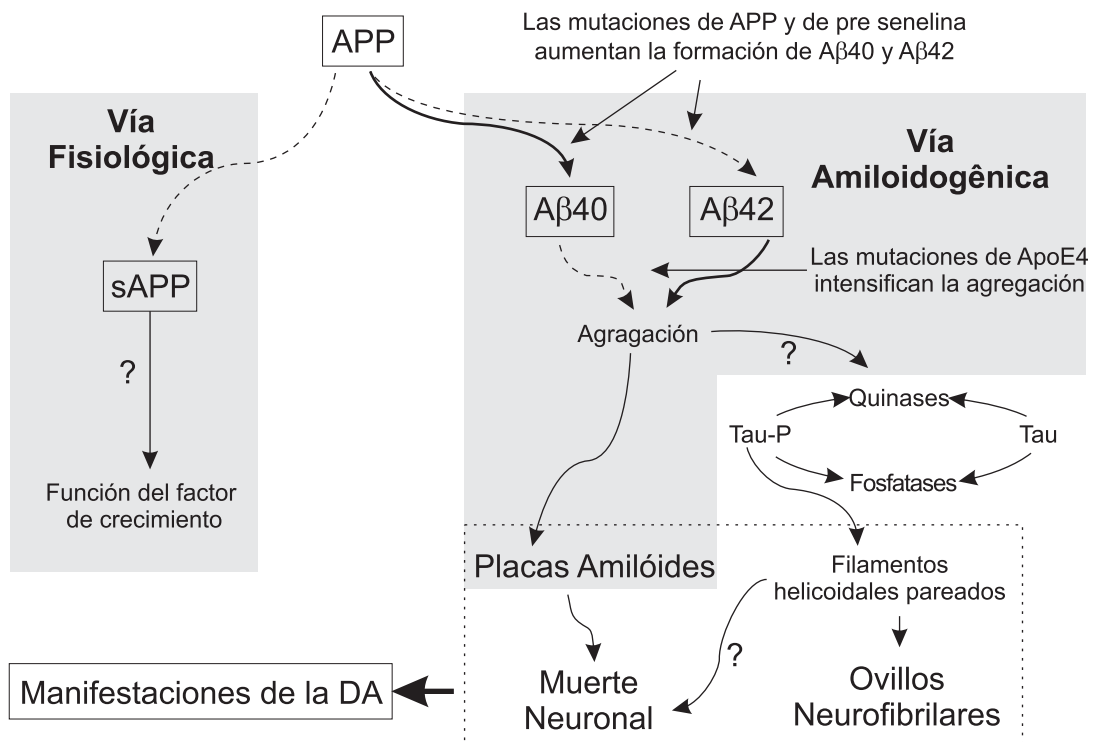 APP
Las mutaciones de APP y de pre senelina
aumentan la formación de Aβ40 y Aβ42
Vía
Fisiológica
Vía
Amiloidogênica
Aβ40
Aβ42
sAPP
Las mutaciones de ApoE4
intensifican la agregación
Agragación
?
?
Quinases
Tau-P
Tau
Fosfatases
Función del factor
de crecimiento
Placas Amilóides
Filamentos
helicoidales pareados
?
Manifestaciones de la DA
Muerte
Neuronal
Ovillos
Neurofibrilares